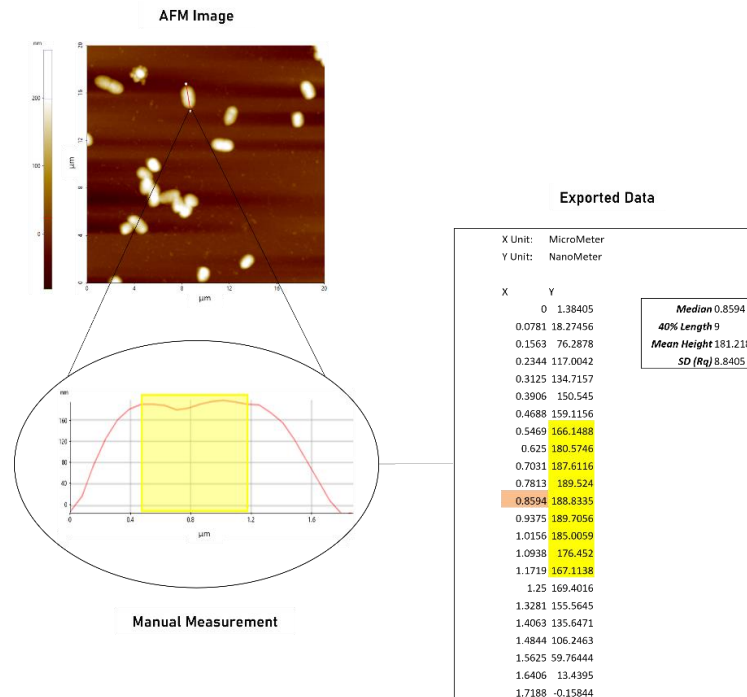 AFM Image
nm
200
100
0
20
16
12
8
4
0
μm
0 4 8 12 16 20
μm
nm
160
120
80
40
0
0 0.4 0.8 1.2 1.6
μm
Manual Measurement
Exported Data
X Unit: MicroMeter
Y Unit: NanoMeter
X Y
0 1.38405
0.0781 18.27456
0.1563 76.2878
0.2344 117.0042
0.3125 134.7157
0.3906 150.545
0.4688 159.1156
0.5469 166.1488
0.625 180.5746
0.7031 187.6116
0.7813 189.524
0.8594 188.8335
0.9375 189.7056
1.0156 185.0059
1.0938 176.452
1.1719 167.1138
1.25 169.4016
1.3281 155.5645
1.4063 135.6471
1.4844 106.2463
1.5625 59.76444
1.6406 13.4395
1.7188 -0.15844
Median 0.8594
40% Length 9
Mean Height 181.218
SD (Rq) 8.8405